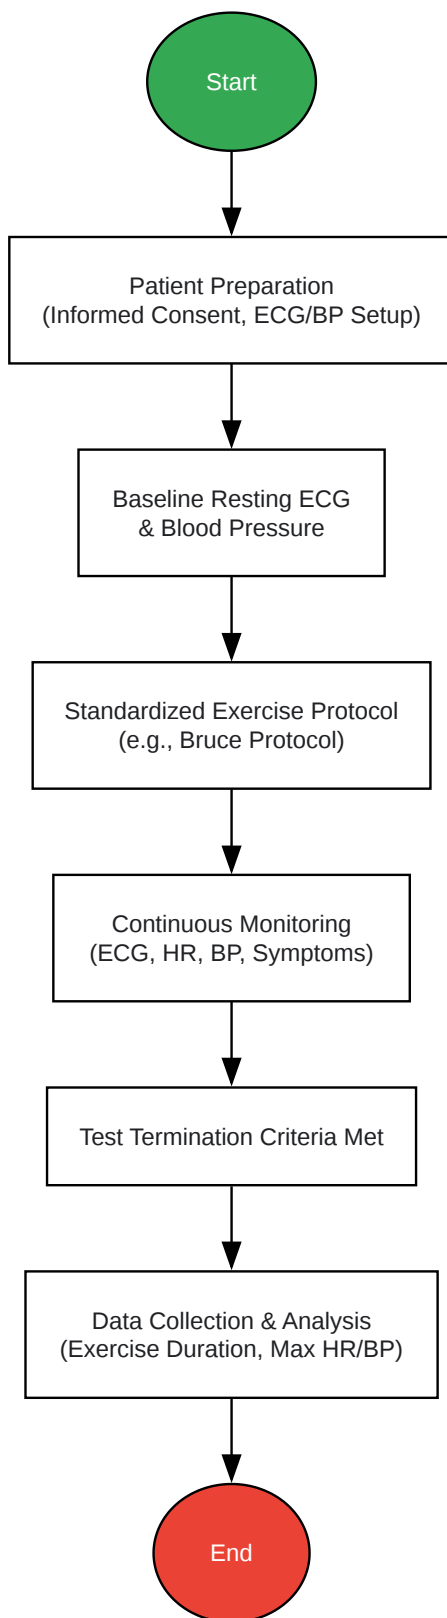 Start
Patient Preparation
(Informed Consent, ECG/BP Setup)
Baseline Resting ECG
& Blood Pressure
Standardized Exercise Protocol
(e.g., Bruce Protocol)
Continuous Monitoring
(ECG, HR, BP, Symptoms)
Test Termination Criteria Met
Data Collection & Analysis
(Exercise Duration, Max HR/BP)
End